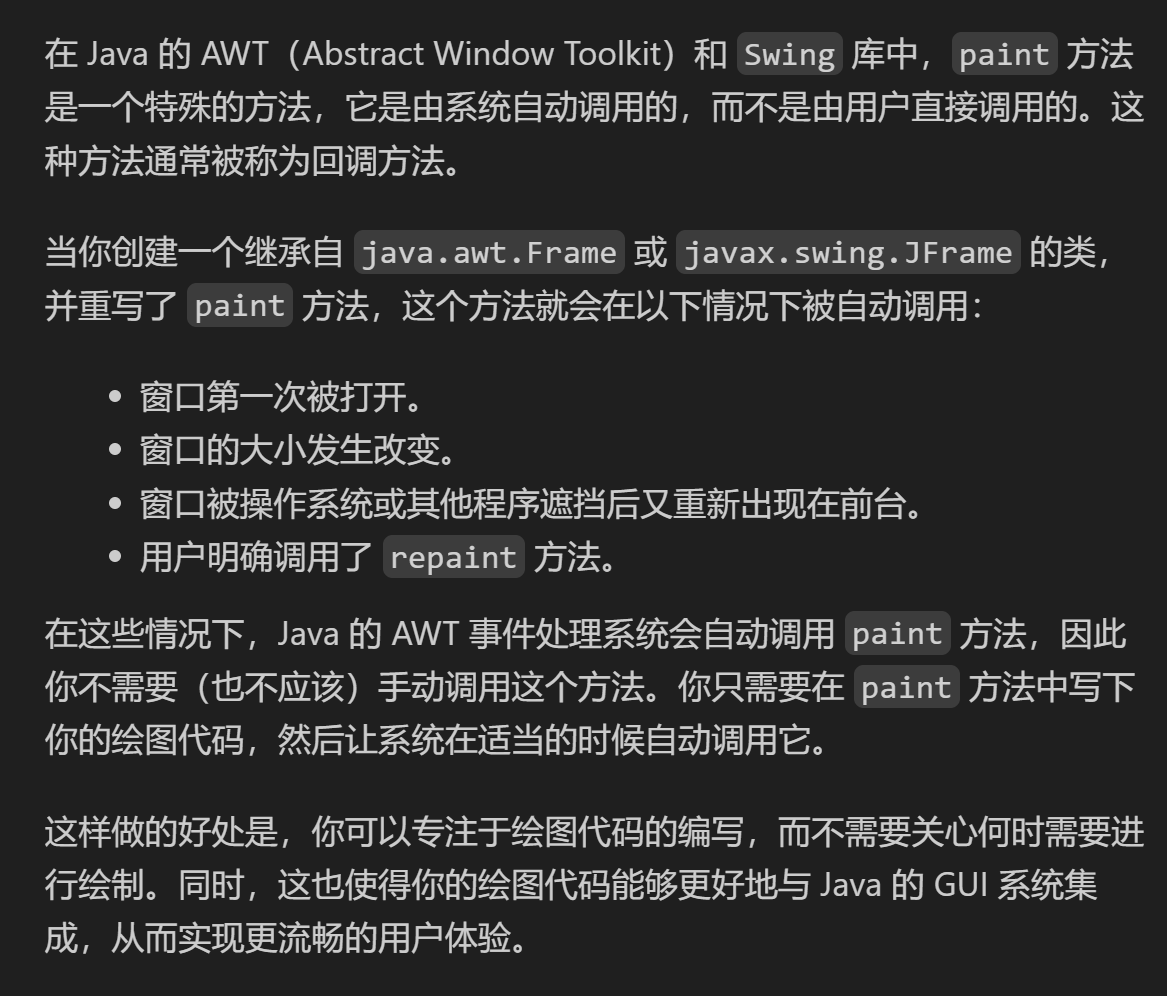 在 Java 的 AWT（Abstract Window Toolkit）和 Swing 库中，paint 方法
是一个特殊的方法，它是由系统自动调用的，而不是由用户直接调用的。这
种方法通常被称为回调方法。
当你创建一个继承自 java.awt.Frame 或 javax.swing.JFrame 的类，
并重写了 paint 方法，这个方法就会在以下情况下被自动调用：
• 窗口第一次被打开。
• 窗口的大小发生改变。
• 窗口被操作系统或其他程序遮挡后又重新出现在前台。
• 用户明确调用了 repaint 方法。
在这些情况下，Java 的 AWT 事件处理系统会自动调用 paint 方法，因此
你不需要（也不应该）手动调用这个方法。你只需要在 paint 方法中写下
你的绘图代码，然后让系统在适当的时候自动调用它。
这样做的好处是，你可以专注于绘图代码的编写，而不需要关心何时需要进
行绘制。同时，这也使得你的绘图代码能够更好地与 Java 的 GUI 系统集
成，从而实现更流畅的用户体验。